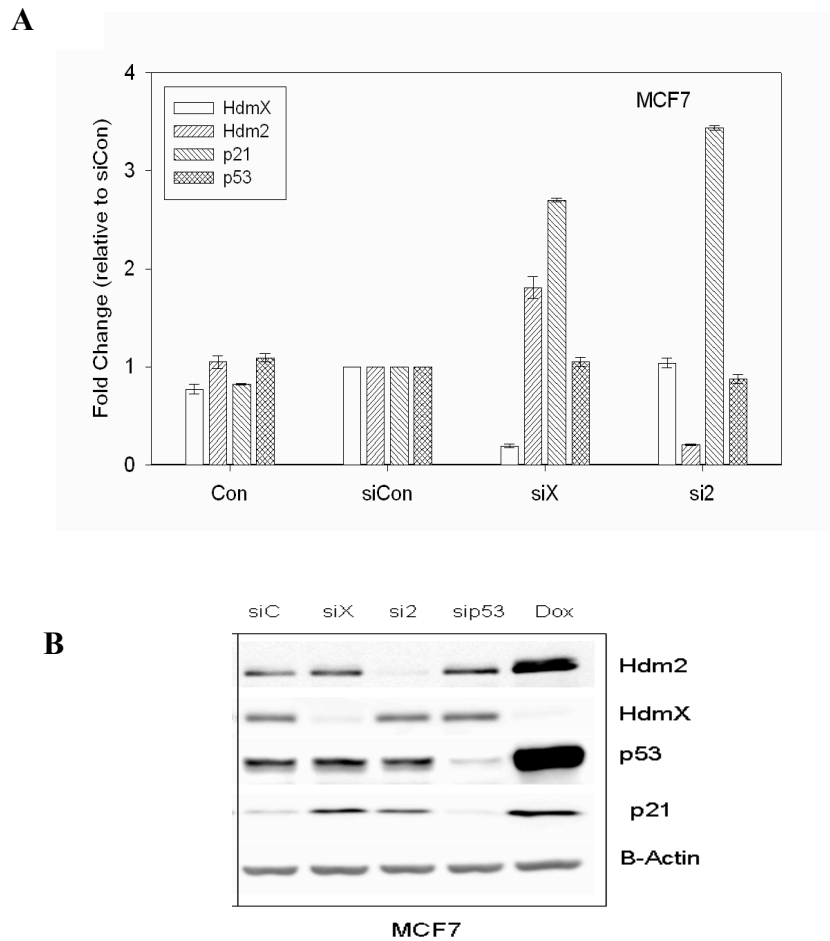 A
4
3
2
1
0
Fold Change (relative to siCon)
HdmX
Hdm2
p21
p53
MCF7
Con siCon siX si2
B
siC siX si2 sip53 Dox
Hdm2
HdmX
p53
p21
B-Actin
MCF7